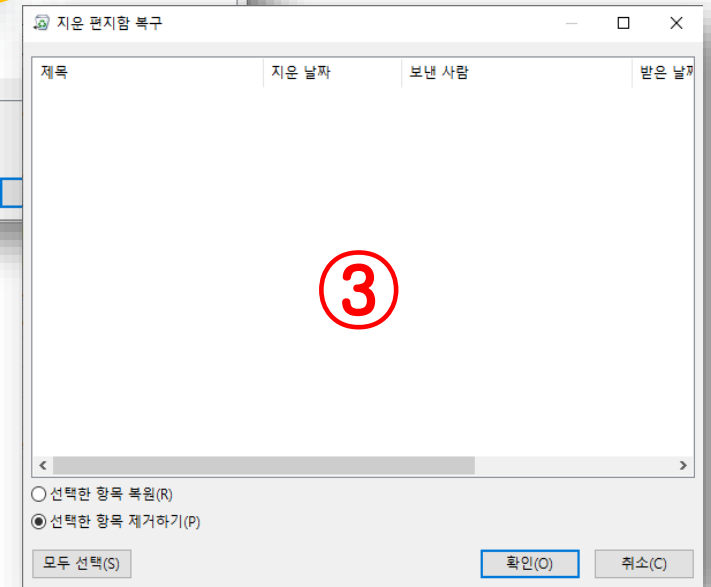 지운 편지함 복구
제목 지운 날짜 보낸 사람 받은
③
선택한 항목 복원(R)
선택한 항목 제거하기(P)
모두 선택(S) 확인(O) 취소(C)